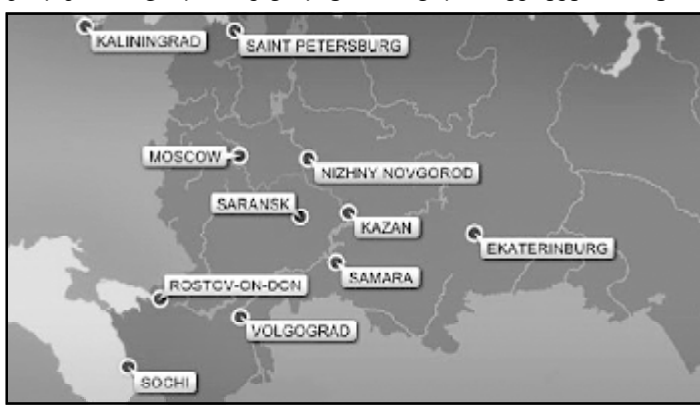 KALININGRAD
SAINT PETERSBURG
MOSCOW
NIZHNY NOVGOROD
SARANSK
KAZAN
EKATERINBURG
SAMARA
ROSTOV-ON-DON
VOLGOGRAD
SOCHI